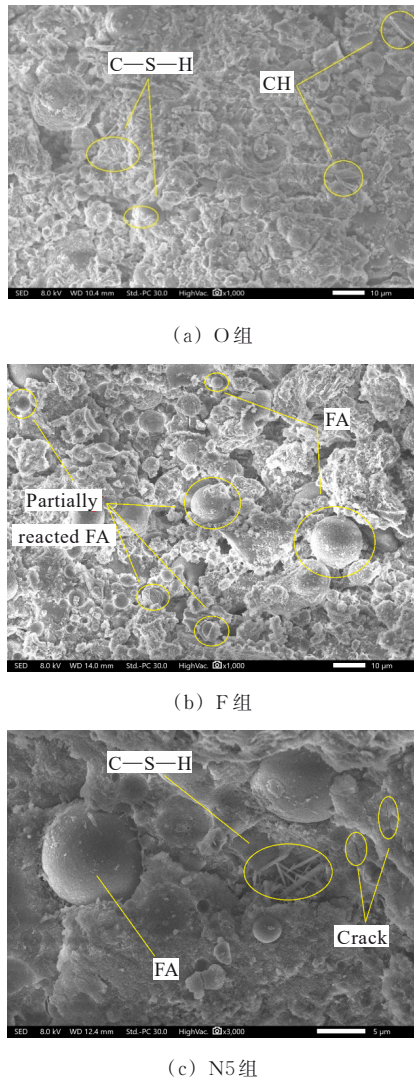 C—S—H
CH
SED 8.0 kV WD 10.4 mm Std.-PC 30.0 HighVac. x1,000 10 μm
(a) O组
FA
Partially
reacted FA
SED 8.0 kV WD 14.0 mm Std.-PC 30.0 HighVac. x1,000 10 μm
(b) F组
C—S—H
Crack
FA
SED 8.0 kV WD 12.4 mm Std.-PC 30.0 HighVac. x3,000 5 μm
(c) N5组